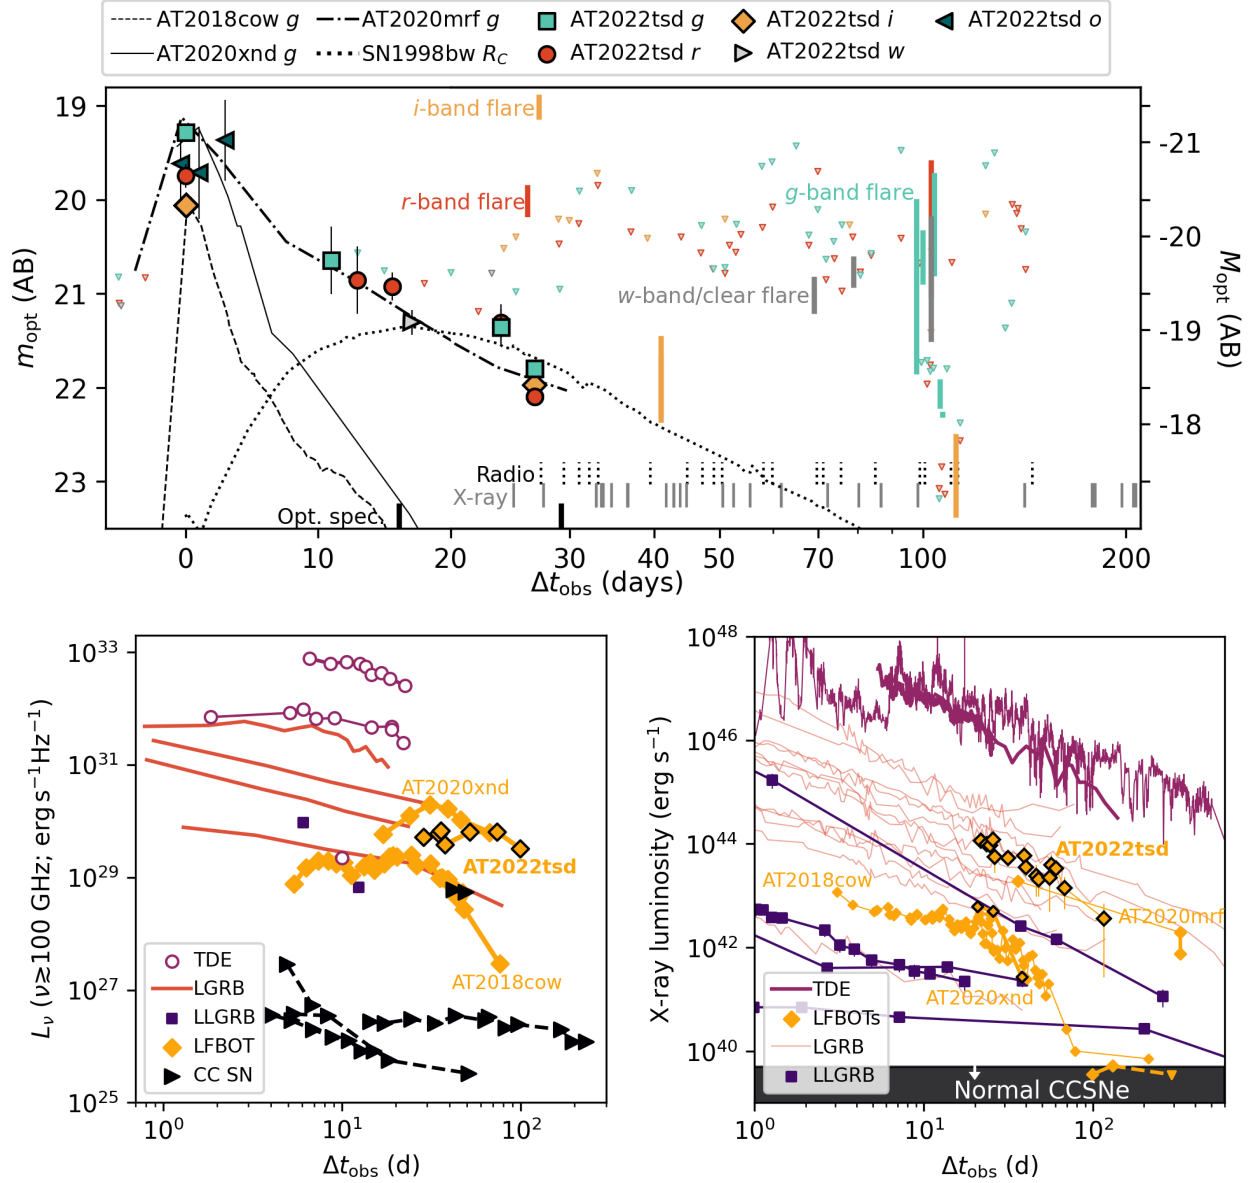 AT2018cow g AT2020mrf g AT2022tsd g AT2022tsd i AT2022tsd o
AT2020xnd g SN1998bw R_C AT2022tsd r AT2022tsd w
19
20
21
22
23
m_opt (AB)
i-band flare
r-band flare
g-band flare
w-band/clear flare
Radio
X-ray
Opt. spec.
-21
-20
-19
-18
M_opt (AB)
0 10 20 30 40 50 70 100 200
Δt_obs (days)
10^33
10^31
10^29
10^27
10^25
L_ν (ν≥100 GHz; erg s^−1 Hz^−1)
AT2020xnd
AT2022tsd
AT2018cow
TDE
LGRB
LLGRB
LFBOT
CC SN
10^0 10^1 10^2
Δt_obs (d)
10^48
10^46
10^44
10^42
10^40
X-ray luminosity (erg s^−1)
AT2022tsd
AT2018cow
AT2020mrf
AT2020xnd
TDE
LFBOTs
LGRB
LLGRB
Normal CCSNe
10^0 10^1 10^2
Δt_obs (d)